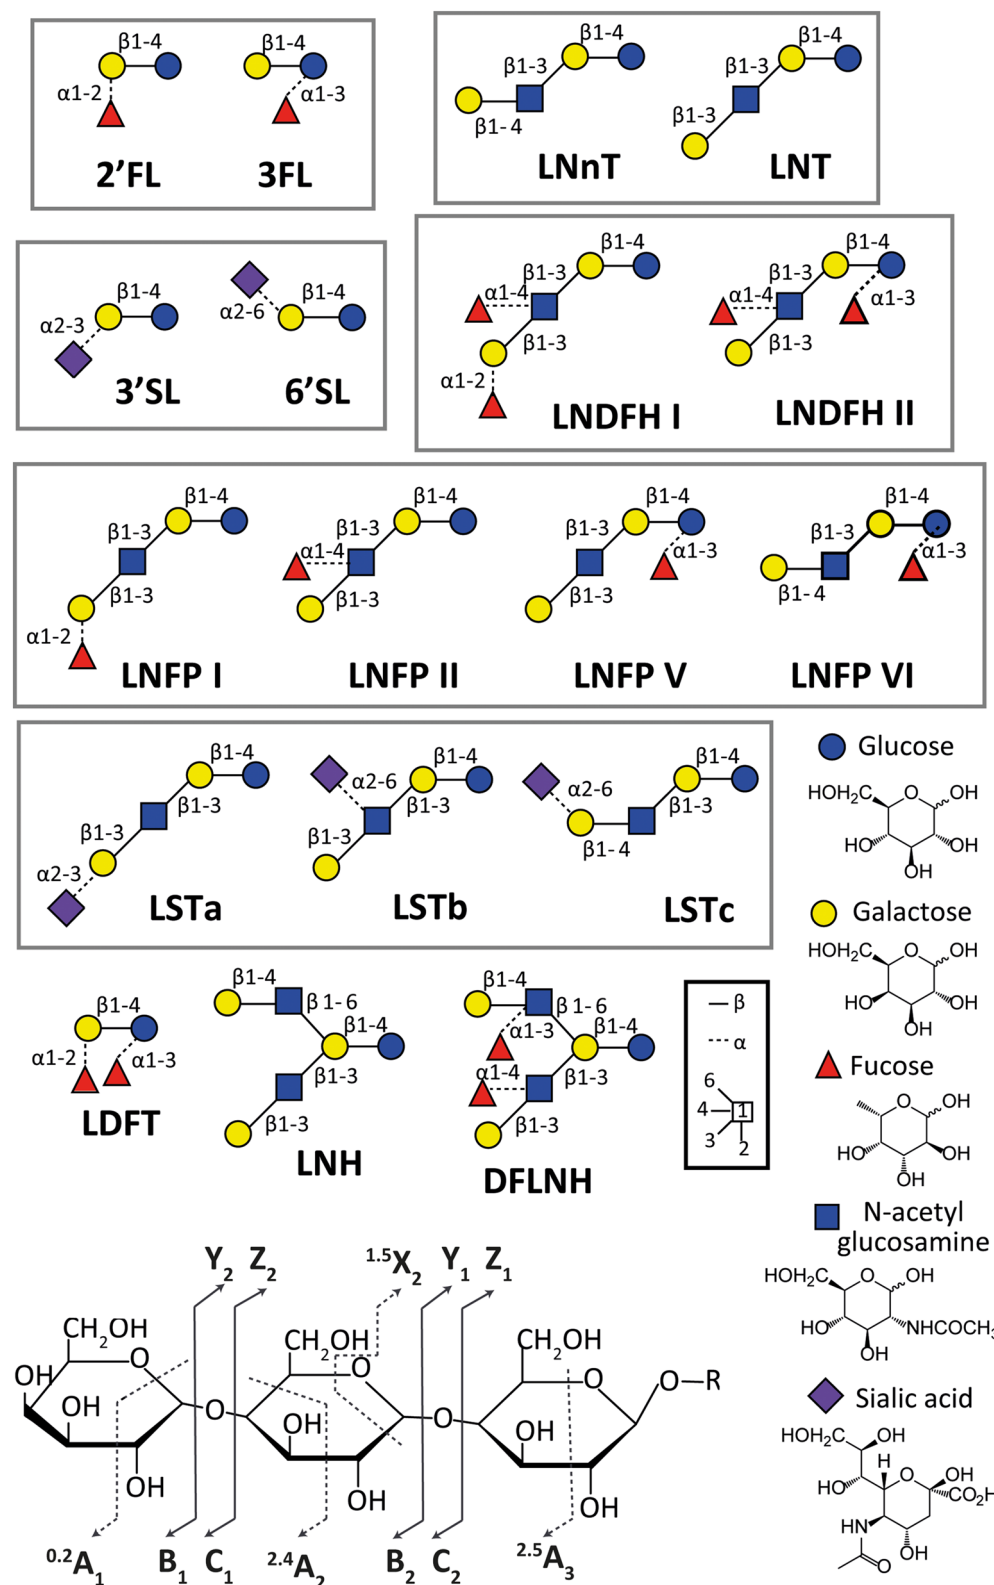 β1-4
α1-2
2’FL
β1-4
α1-3
3FL
β1-4
β1-3
β1- 4
LNnT
β1-4
β1-3
β1-3
LNT
β1-4
α2-3
3’SL
β1-4
α2-6
6’SL
β1-4
β1-3
α1-4
β1-3
α1-2
LNDFH I
β1-4
β1-3
α1-4
α1-3
β1-3
LNDFH II
β1-4
β1-3
β1-3
α1-2
LNFP I
β1-4
β1-3
α1-4
β1-3
LNFP II
β1-4
β1-3
α1-3
β1-3
LNFP V
β1-4
β1-3
α1-3
β1- 4
LNFP VI
β1-4
β1-3
β1-3
α2-3
LSTa
β1-4
α2-6
β1-3
β1-3
LSTb
β1-4
α2-6
β1-3
β1- 4
LSTc
Glucose
HOH2C O OH
HO OH
OH
Galactose
HOH2C O OH
HO OH
OH
Fucose
O OH
HO OH
OH
N-acetyl
glucosamine
HOH2C O OH
HO NHCOCH3
OH
Sialic acid
HOH2C OH
H
HO O OH
CO2H
HN
OH
O
β1-4
α1-2 α1-3
LDFT
β1-4
β 1- 6
β1-4
β1-3
β1-3
LNH
β1-4
β 1- 6
α1-3 β1-4
α1-4 β1-3
β1-3
DFLNH
β
α
6
4 1
3 2
Y2 Z2 1.5X2 Y1 Z1
CH2OH CH2OH CH2OH
O O O O R
OH OH O OH O OH
OH OH OH
0.2A1 B1 C1 2.4A2 B2 C2 2.5A3